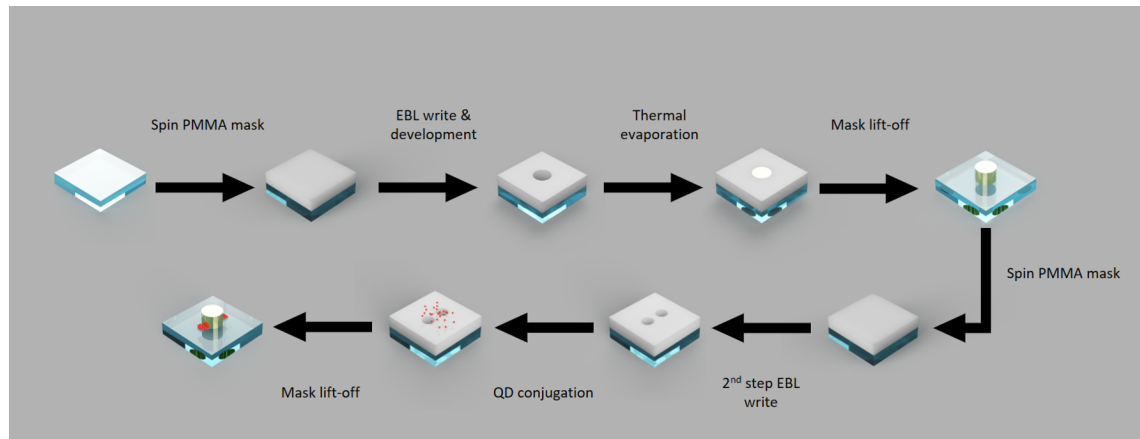 Spin PMMA mask
EBL write &
development
Thermal
evaporation
Mask lift-off
Spin PMMA mask
2nd step EBL
write
QD conjugation
Mask lift-off